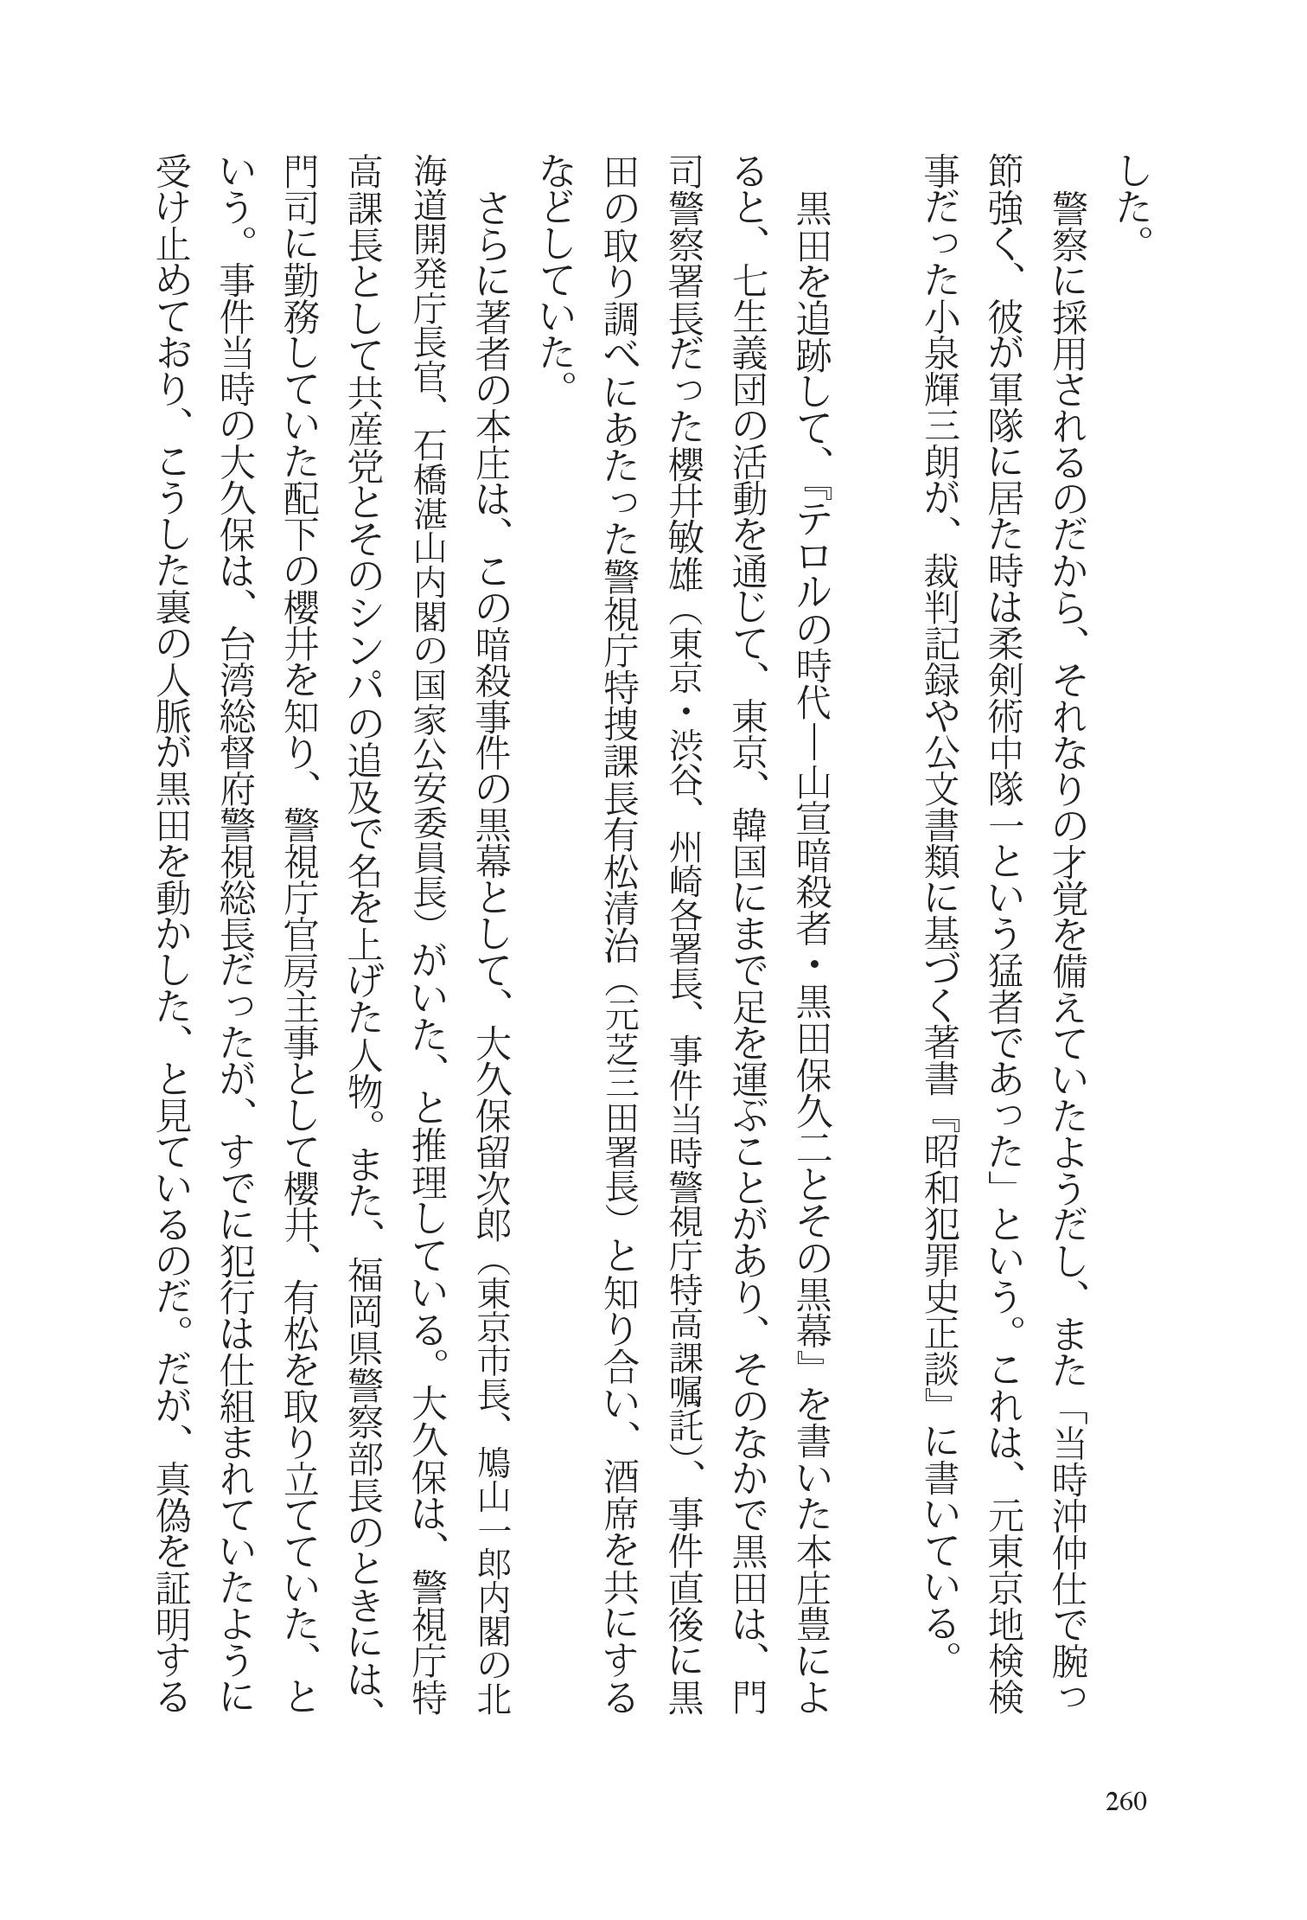 した。
　警察に採用されるのだから、それなりの才覚を備えていたようだし、また「当時沖仲仕で腕っ
節強く、彼が軍隊に居た時は柔剣術中隊一という猛者であった」という。これは、元東京地検検
事だった小泉輝三朗が、裁判記録や公文書類に基づく著書『昭和犯罪史正談』に書いている。
　黒田を追跡して、『テロルの時代―山宣暗殺者・黒田保久二とその黒幕』を書いた本庄豊によ
ると、七生義団の活動を通じて、東京、韓国にまで足を運ぶことがあり、そのなかで黒田は、門
司警察署長だった櫻井敏雄（東京・渋谷、州崎各署長、事件当時警視庁特高課嘱託）、事件直後に黒
田の取り調べにあたった警視庁特捜課長有松清治（元芝三田署長）と知り合い、酒席を共にする
などしていた。
　さらに著者の本庄は、この暗殺事件の黒幕として、大久保留次郎（東京市長、鳩山一郎内閣の北
海道開発庁長官、石橋湛山内閣の国家公安委員長）がいた、と推理している。大久保は、警視庁特
高課長として共産党とそのシンパの追及で名を上げた人物。また、福岡県警察部長のときには、
門司に勤務していた配下の櫻井を知り、警視庁官房主事として櫻井、有松を取り立てていた、と
いう。事件当時の大久保は、台湾総督府警視総長だったが、すでに犯行は仕組まれていたように
受け止めており、こうした裏の人脈が黒田を動かした、と見ているのだ。だが、真偽を証明する
260